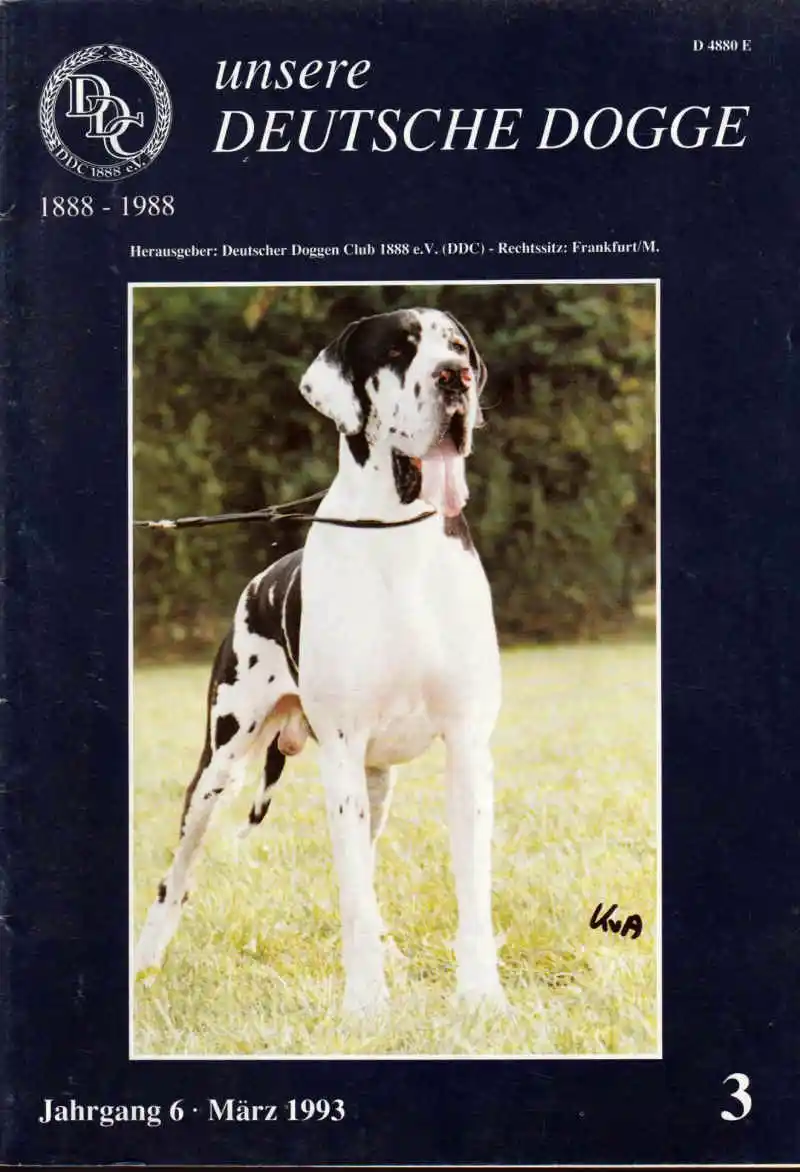 D 4880 E
DDC
DDC 1888 e.V.
unsere
DEUTSCHE DOGGE
1888 - 1988
Herausgeber: Deutscher Doggen Club 1888 e.V. (DDC) - Rechtssitz: Frankfurt/M.
KvA
Jahrgang 6 · März 1993
3